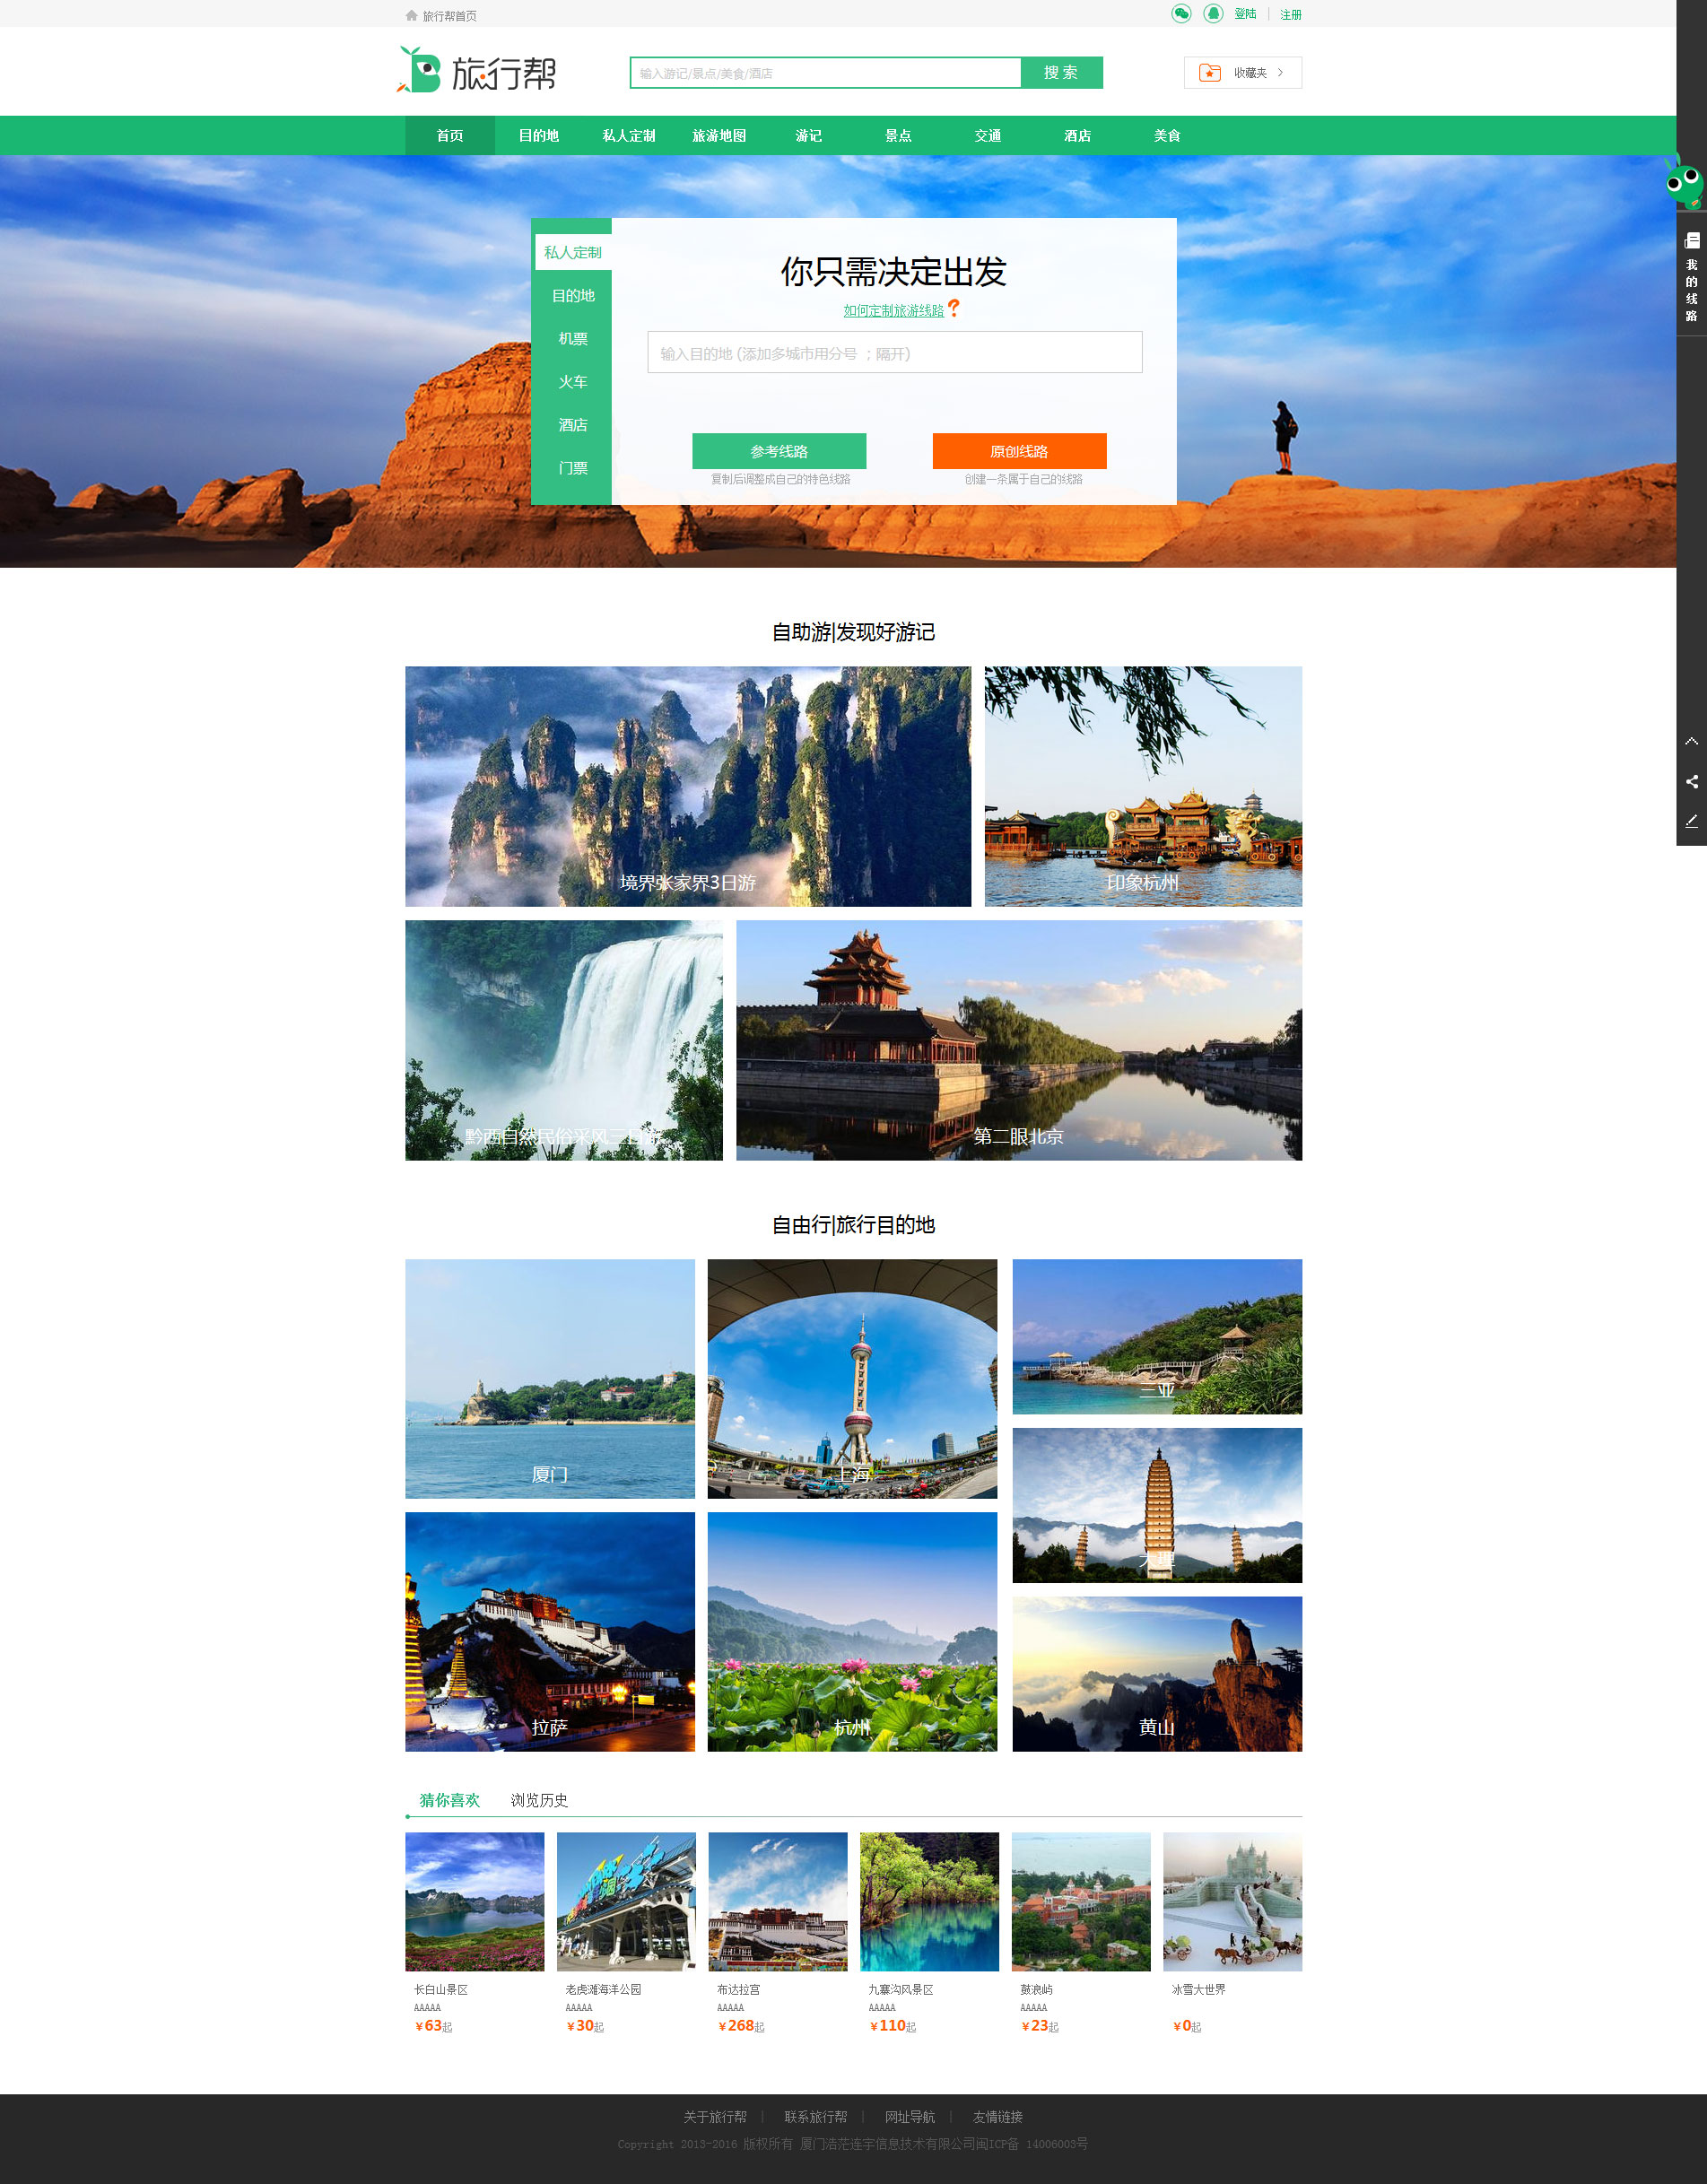 旅行帮首页
登陆 | 注册
旅行帮
输入游记/景点/美食/酒店
搜 索
收藏夹
首页 目的地 私人定制 旅游地图 游记 景点 交通 酒店 美食
私人定制
目的地
机票
火车
酒店
门票
你只需决定出发
如何定制旅游线路?
输入目的地 (添加多城市用分号 ; 隔开)
参考线路
复制后调整成自己的特色线路
原创线路
创建一条属于自己的线路
我的线路
自助游|发现好游记
境界张家界3日游
印象杭州
黔西自然民俗采风三日游
第二眼北京
自由行|旅行目的地
厦门
上海
三亚
大理
拉萨
杭州
黄山
猜你喜欢 浏览历史
长白山景区
AAAAA
¥63起
老虎滩海洋公园
AAAAA
¥30起
布达拉宫
AAAAA
¥268起
九寨沟风景区
AAAAA
¥110起
鼓浪屿
AAAAA
¥23起
冰雪大世界
¥0起
关于旅行帮 | 联系旅行帮 | 网址导航 | 友情链接
Copyright 2013-2016 版权所有 厦门浩茫连宇信息技术有限公司闽ICP备 14006003号